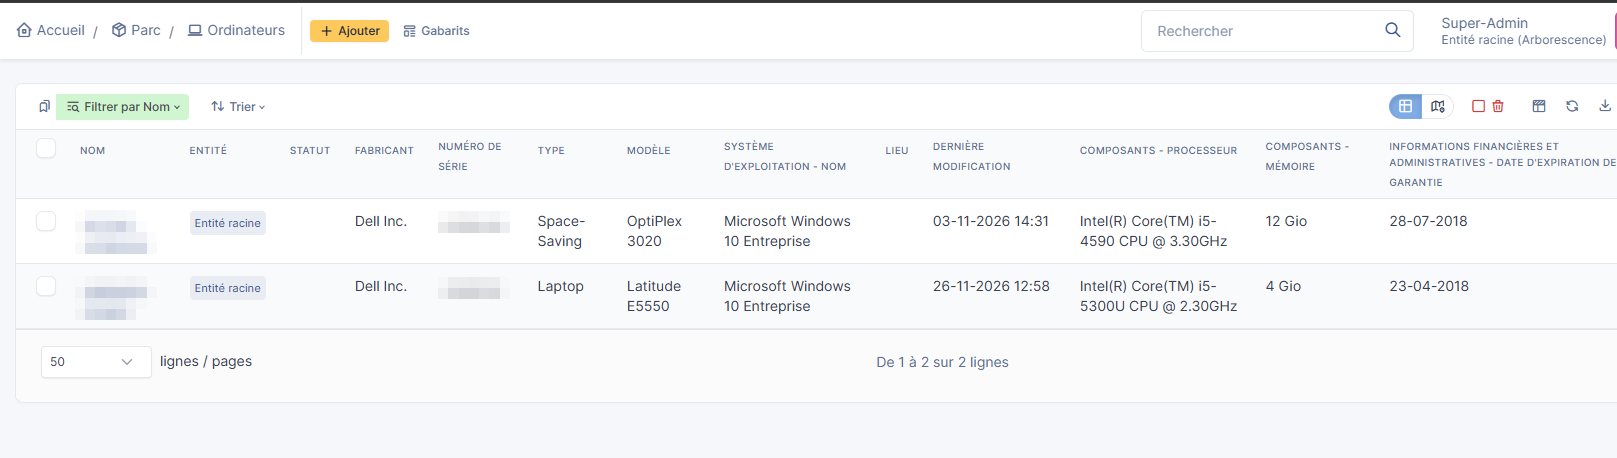 Accueil / Parc / Ordinateurs Ajouter Gabarits Rechercher Super-Admin
Entité racine (Arborescence)
Filtrer par Nom Trier
NOM ENTITÉ STATUT FABRICANT NUMÉRO DE SÉRIE TYPE MODÈLE SYSTÈME D'EXPLOITATION - NOM LIEU DERNIÈRE MODIFICATION COMPOSANTS - PROCESSEUR COMPOSANTS - MÉMOIRE INFORMATIONS FINANCIÈRES ET ADMINISTRATIVES - DATE D'EXPIRATION DE GARANTIE
Entité racine Dell Inc. Space-Saving OptiPlex 3020 Microsoft Windows 10 Entreprise 03-11-2026 14:31 Intel(R) Core(TM) i5-4590 CPU @ 3.30GHz 12 Gio 28-07-2018
Entité racine Dell Inc. Laptop Latitude E5550 Microsoft Windows 10 Entreprise 26-11-2026 12:58 Intel(R) Core(TM) i5-5300U CPU @ 2.30GHz 4 Gio 23-04-2018
50 lignes / pages De 1 à 2 sur 2 lignes